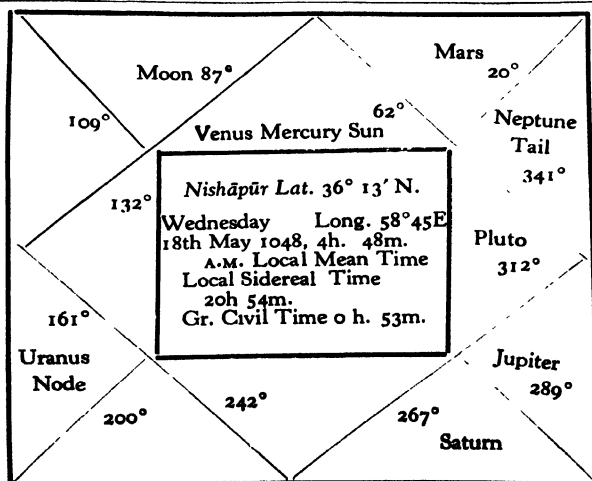 Mars
20°
Moon 87°
109°
62°
Venus Mercury Sun
Neptune
Tail
341°
132°
Nishāpūr Lat. 36° 13′ N.
Wednesday Long. 58°45E
18th May 1048, 4h. 48m.
A.M. Local Mean Time
Local Sidereal Time
20h 54m.
Gr. Civil Time 0 h. 53m.
Pluto
312°
161°
Uranus
Node
200°
242°
267°
Saturn
Jupiter
289°